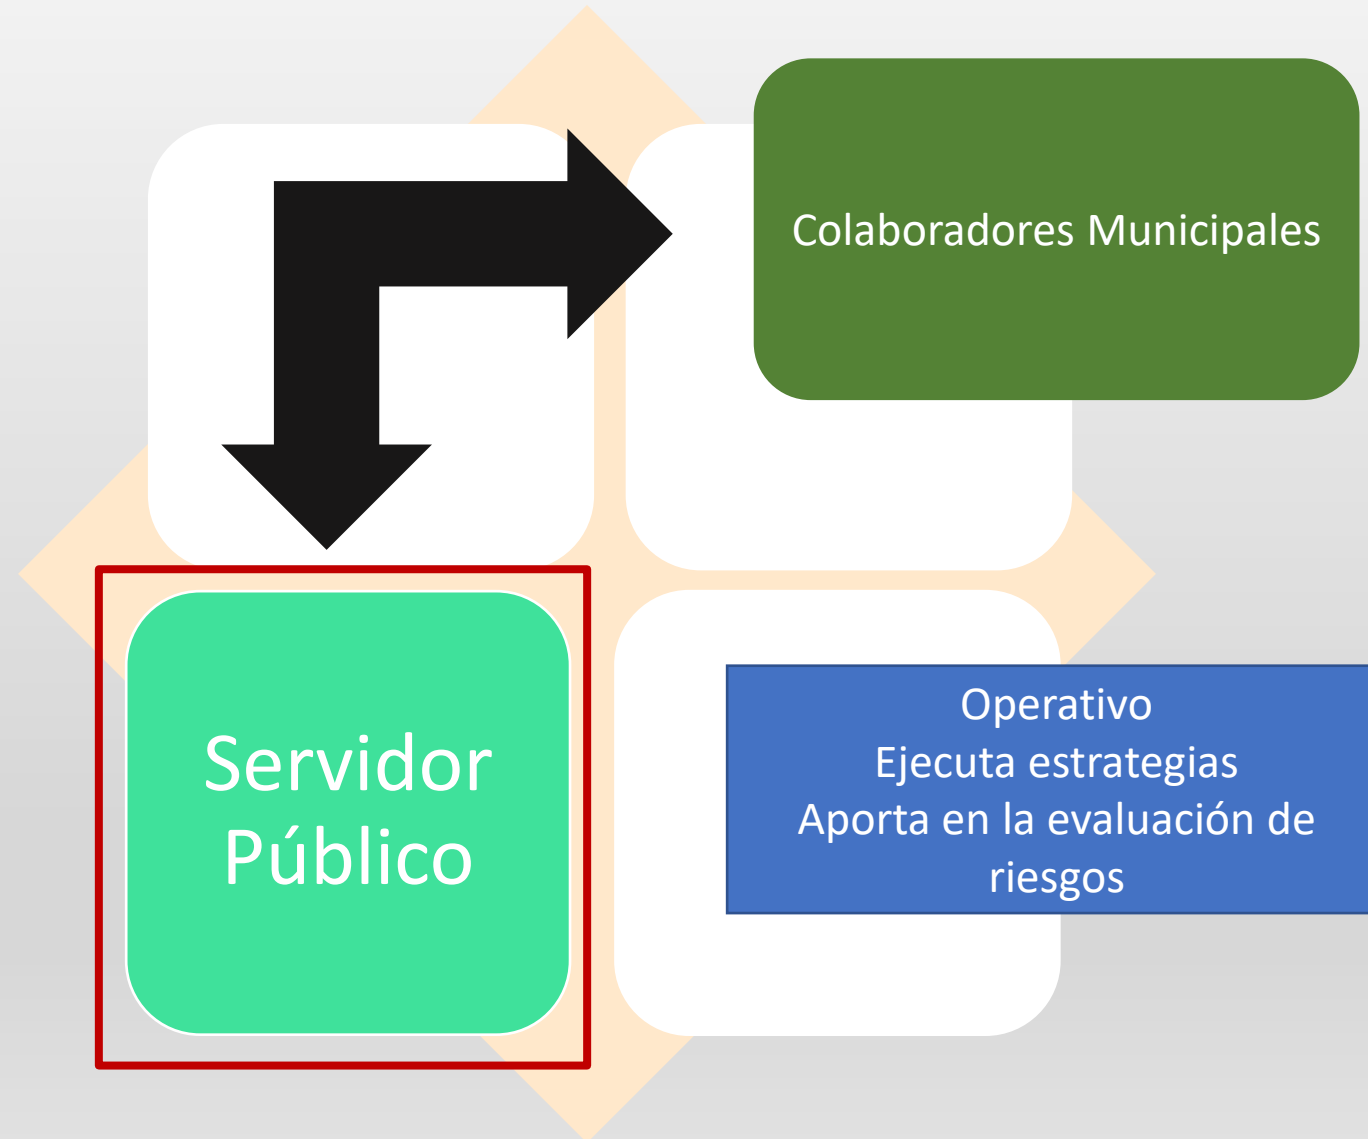 Colaboradores Municipales
Servidor
Público
Operativo
Ejecuta estrategias
Aporta en la evaluación de
riesgos